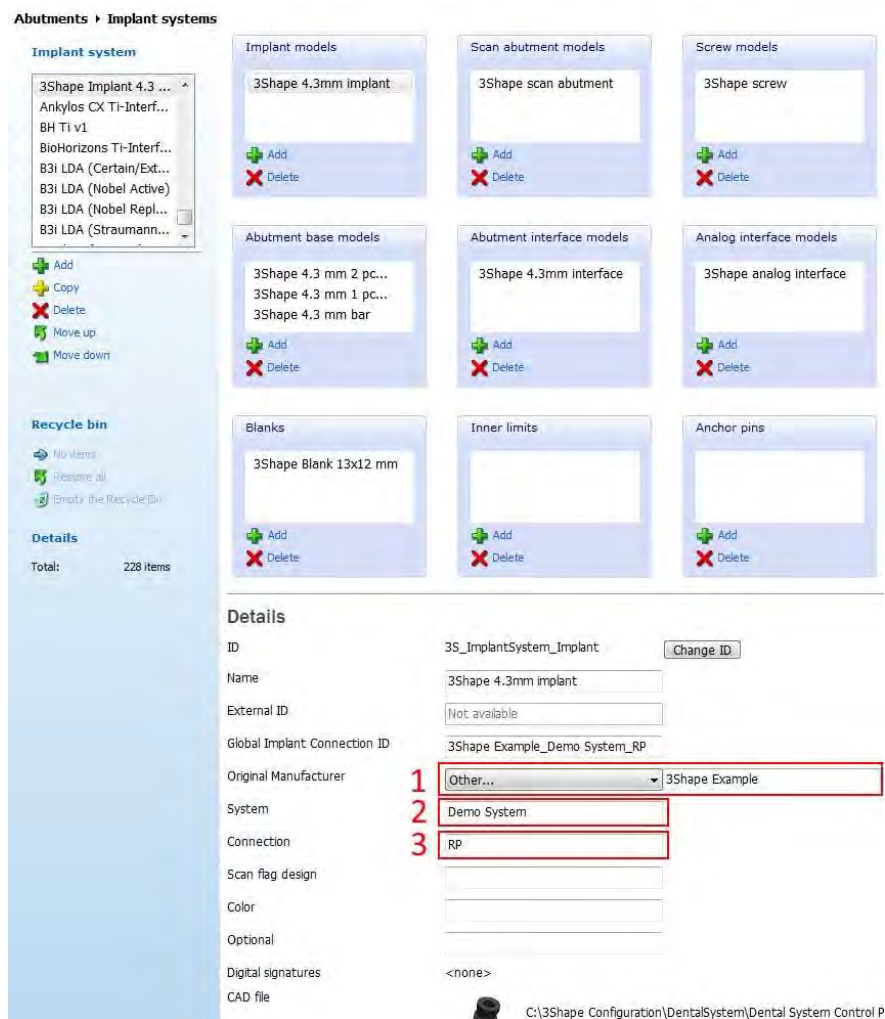 Abutments ▸ Implant systems
Implant system
3Shape Implant 4.3 ...
Ankylos CX Ti-Interf...
BH Ti v1
BioHorizons Ti-Interf...
B3i LDA (Certain/Ext...
B3i LDA (Nobel Active)
B3i LDA (Nobel Repl...
B3i LDA (Straumann...
Add
Copy
Delete
Move up
Move down
Recycle bin
No items
Restore all
Empty the Recycle Bin
Details
Total: 228 items
Implant models
3Shape 4.3mm implant
Add
Delete
Scan abutment models
3Shape scan abutment
Add
Delete
Screw models
3Shape screw
Add
Delete
Abutment base models
3Shape 4.3 mm 2 pc...
3Shape 4.3 mm 1 pc...
3Shape 4.3 mm bar
Add
Delete
Abutment interface models
3Shape 4.3mm interface
Add
Delete
Analog interface models
3Shape analog interface
Add
Delete
Blanks
3Shape Blank 13x12 mm
Add
Delete
Inner limits
Add
Delete
Anchor pins
Add
Delete
Details
ID 3S_ImplantSystem_Implant Change ID
Name 3Shape 4.3mm implant
External ID Not available
Global Implant Connection ID 3Shape Example_Demo System_RP
Original Manufacturer 1 Other... 3Shape Example
System 2 Demo System
Connection 3 RP
Scan flag design
Color
Optional
Digital signatures <none>
CAD file
C:\3Shape Configuration\DentalSystem\Dental System Control P